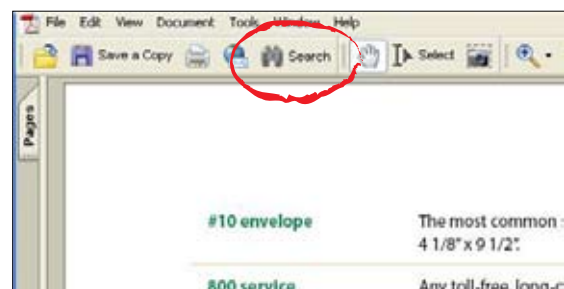 File Edit View Document Tools Window Help
Save a Copy Search Select
Pages
#10 envelope The most common
4 1/8" x 9 1/2".
800 service Any toll-free, long-c